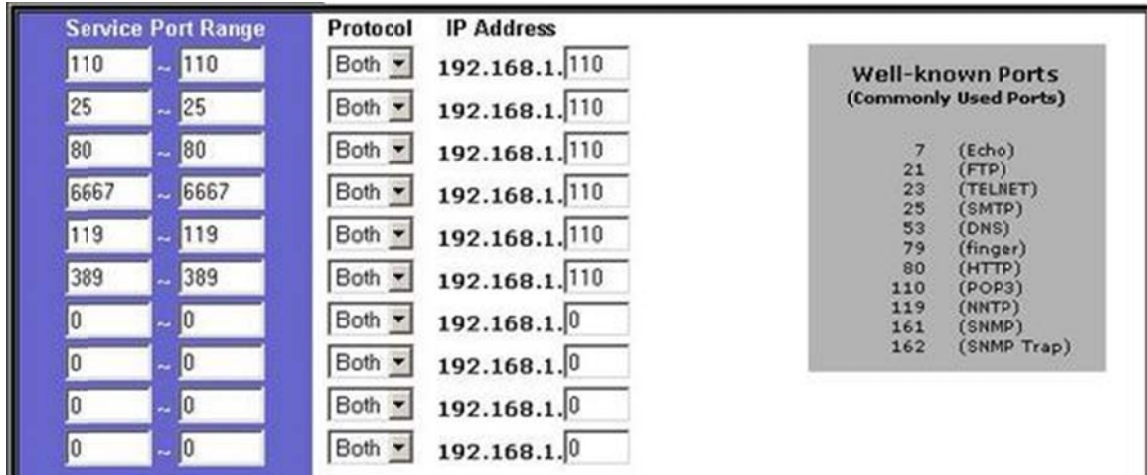 Service Port Range Protocol IP Address
110 ~ 110 Both 192.168.1. 110
25 ~ 25 Both 192.168.1. 110
80 ~ 80 Both 192.168.1. 110
6667 ~ 6667 Both 192.168.1. 110
119 ~ 119 Both 192.168.1. 110
389 ~ 389 Both 192.168.1. 110
0 ~ 0 Both 192.168.1. 0
0 ~ 0 Both 192.168.1. 0
0 ~ 0 Both 192.168.1. 0
0 ~ 0 Both 192.168.1. 0
Well-known Ports
(Commonly Used Ports)
7 (Echo)
21 (FTP)
23 (TELNET)
25 (SMTP)
53 (DNS)
79 (finger)
80 (HTTP)
110 (POP3)
119 (NNTP)
161 (SNMP)
162 (SNMP Trap)